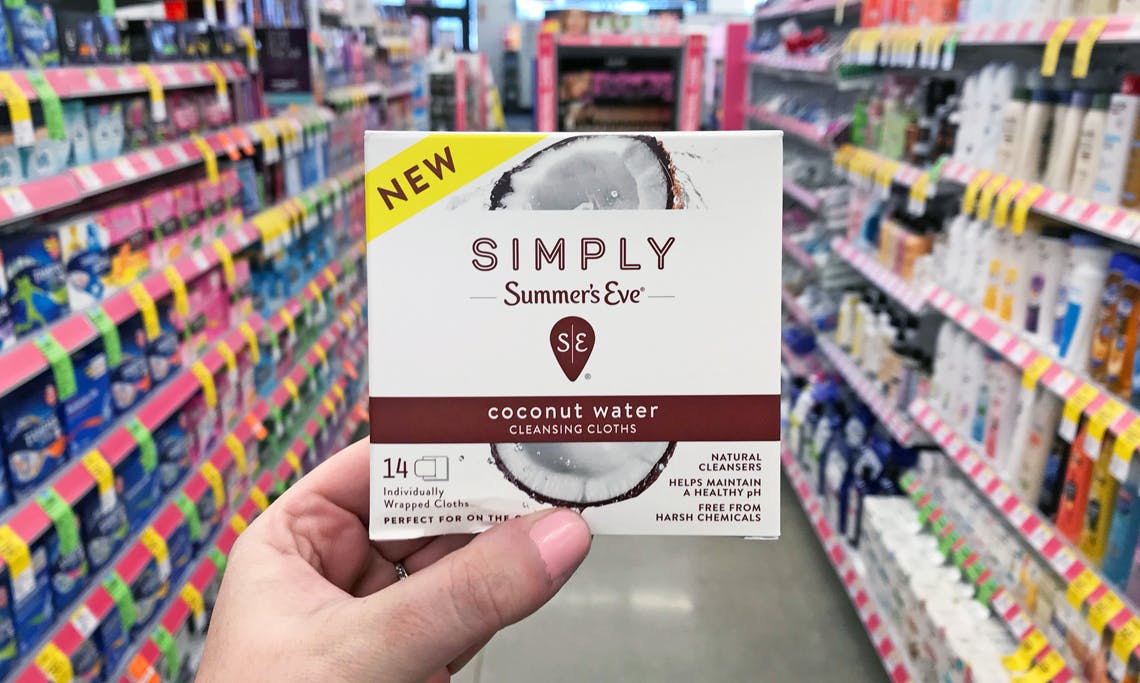 NEW
SIMPLY
Summer's Eve®
S|E
®
coconut water
CLEANSING CLOTHS
14
Individually
Wrapped Cloths
PERFECT FOR ON THE
NATURAL
CLEANSERS
HELPS MAINTAIN
A HEALTHY pH
FREE FROM
HARSH CHEMICALS